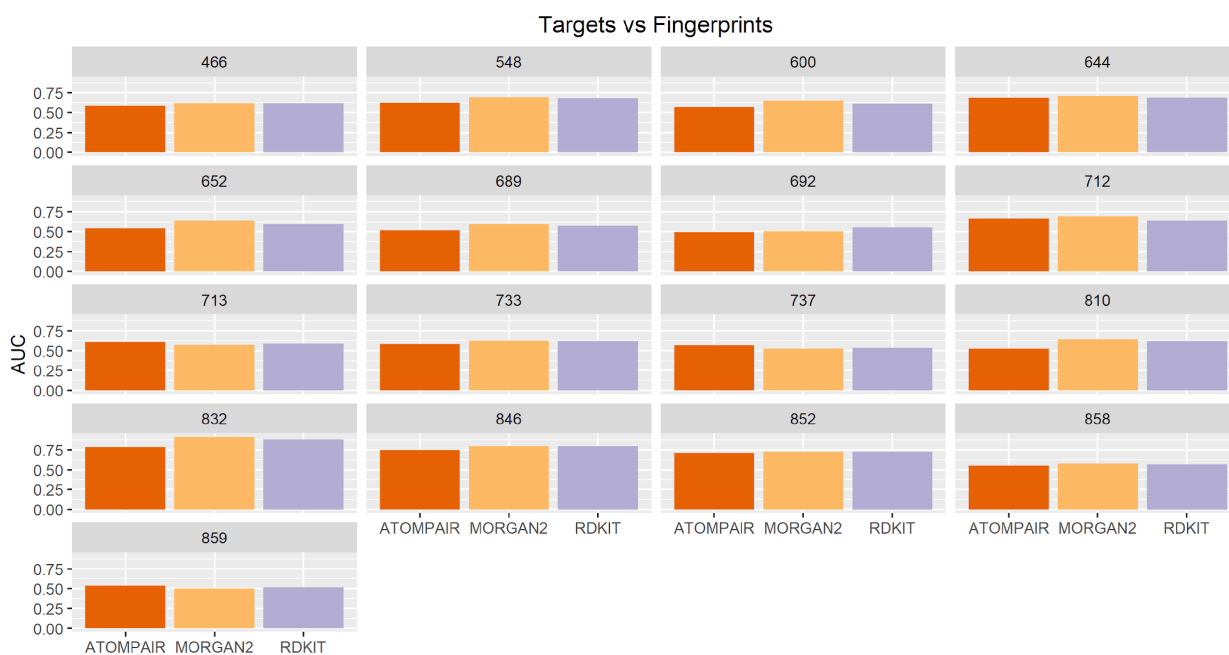 Targets vs Fingerprints
466 548 600 644
0.75
0.50
0.25
0.00
652 689 692 712
0.75
0.50
0.25
0.00
713 733 737 810
0.75
0.50
0.25
0.00
AUC
832 846 852 858
0.75
0.50
0.25
0.00
ATOMPAIR MORGAN2 RDKIT ATOMPAIR MORGAN2 RDKIT ATOMPAIR MORGAN2 RDKIT
859
0.75
0.50
0.25
0.00
ATOMPAIR MORGAN2 RDKIT